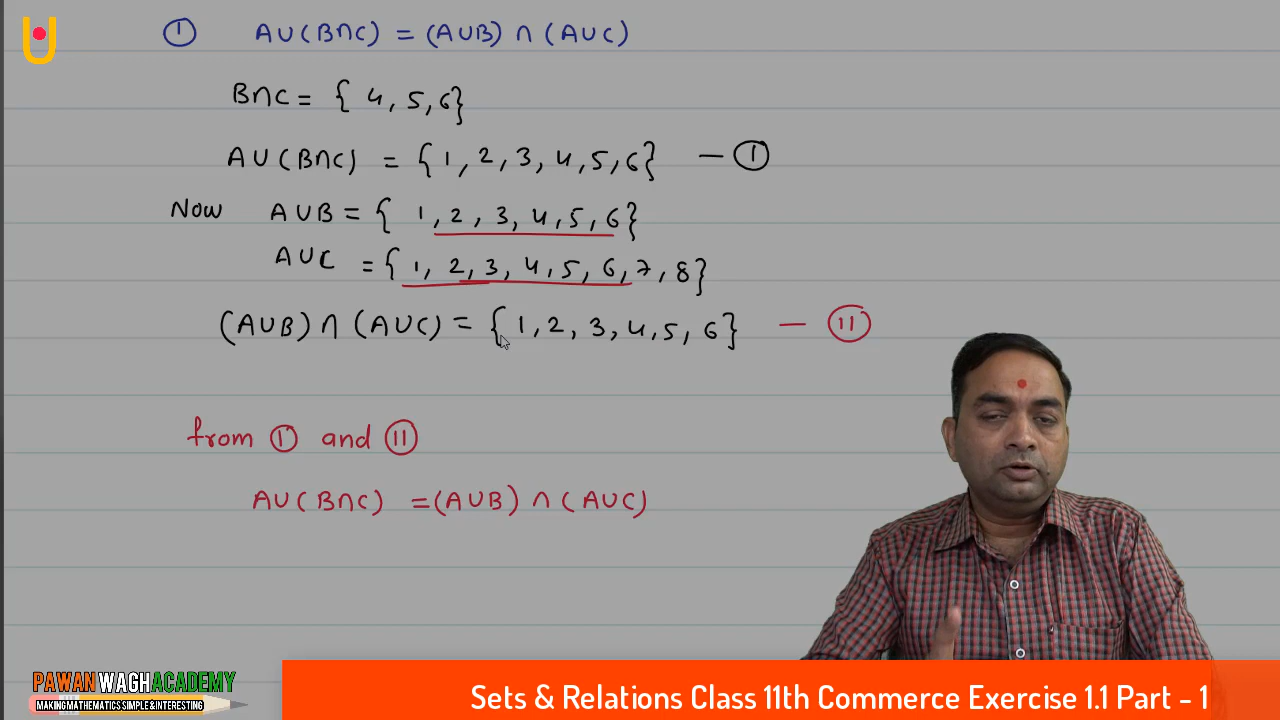 ① A∪(B∩C) = (A∪B) ∩ (A∪C)
B∩C = { 4, 5, 6}
A∪(B∩C) = {1, 2, 3, 4, 5, 6} — ①
Now A∪B = { 1, 2, 3, 4, 5, 6}
A∪C = {1, 2, 3, 4, 5, 6, 7, 8}
(A∪B) ∩ (A∪C) = {1, 2, 3, 4, 5, 6} — Ⓘ Ⓘ
from ① and ⑪
A∪(B∩C) = (A∪B) ∩ (A∪C)
PAWAN WAGH ACADEMY
MAKING MATHEMATICS SIMPLE & INTERESTING
Sets & Relations Class 11th Commerce Exercise 1.1 Part - 1